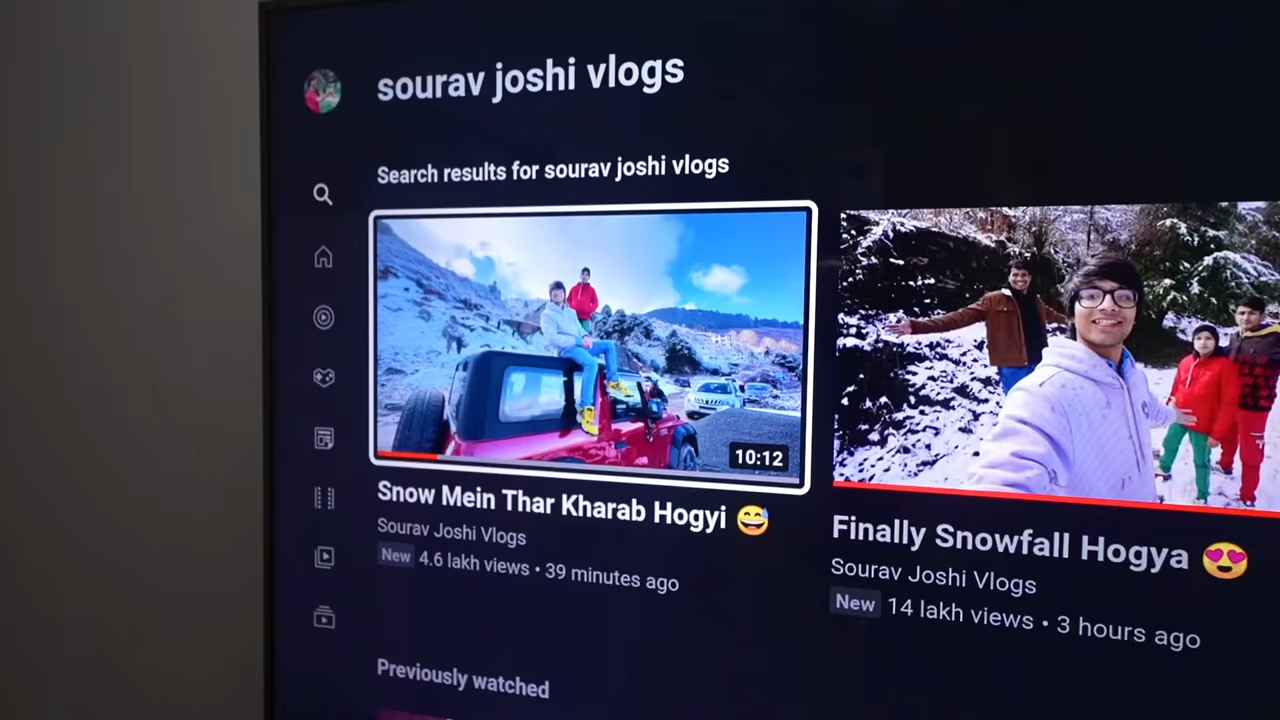 sourav joshi vlogs
Search results for sourav joshi vlogs
10:12
Snow Mein Thar Kharab Hogyi 😅
Sourav Joshi Vlogs
New 4.6 lakh views • 39 minutes ago
Finally Snowfall Hogya 😍
Sourav Joshi Vlogs
New 14 lakh views • 3 hours ago
Previously watched